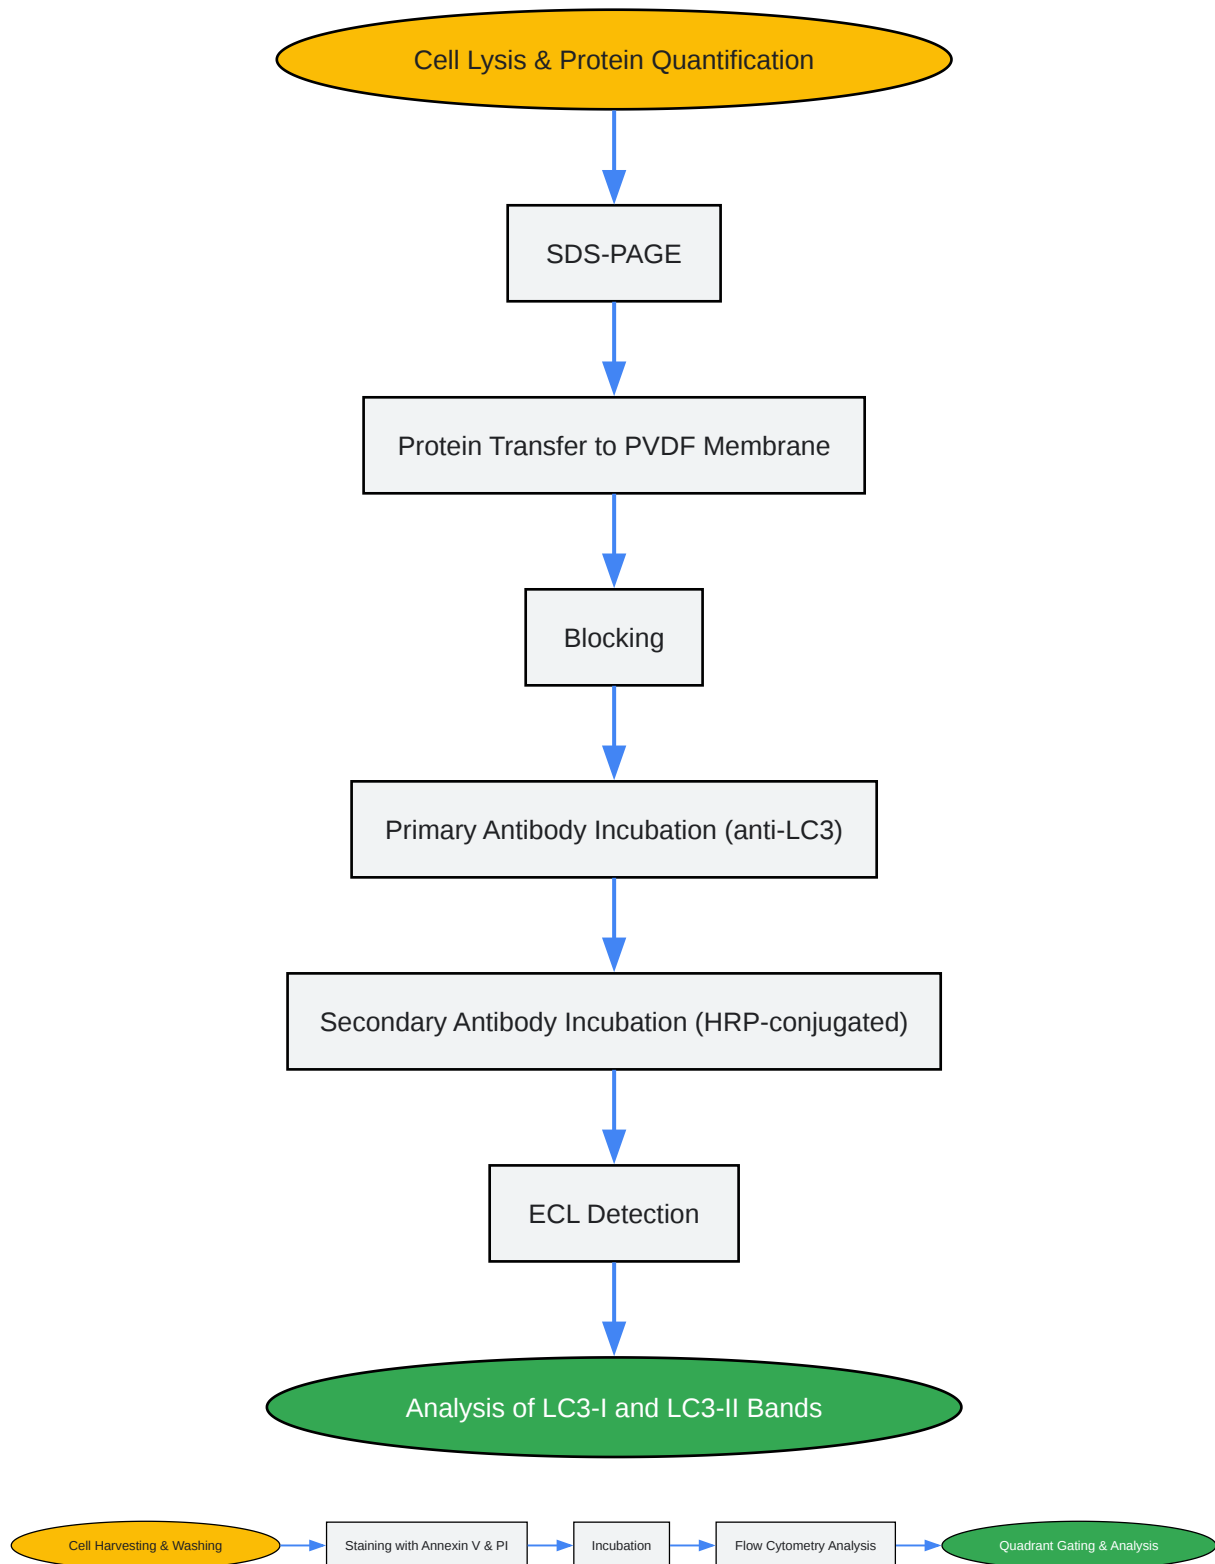 Cell Lysis & Protein Quantification
SDS-PAGE
Protein Transfer to PVDF Membrane
Blocking
Primary Antibody Incubation (anti-LC3)
Secondary Antibody Incubation (HRP-conjugated)
ECL Detection
Analysis of LC3-I and LC3-II Bands
Cell Harvesting & Washing
Staining with Annexin V & PI
Incubation
Flow Cytometry Analysis
Quadrant Gating & Analysis